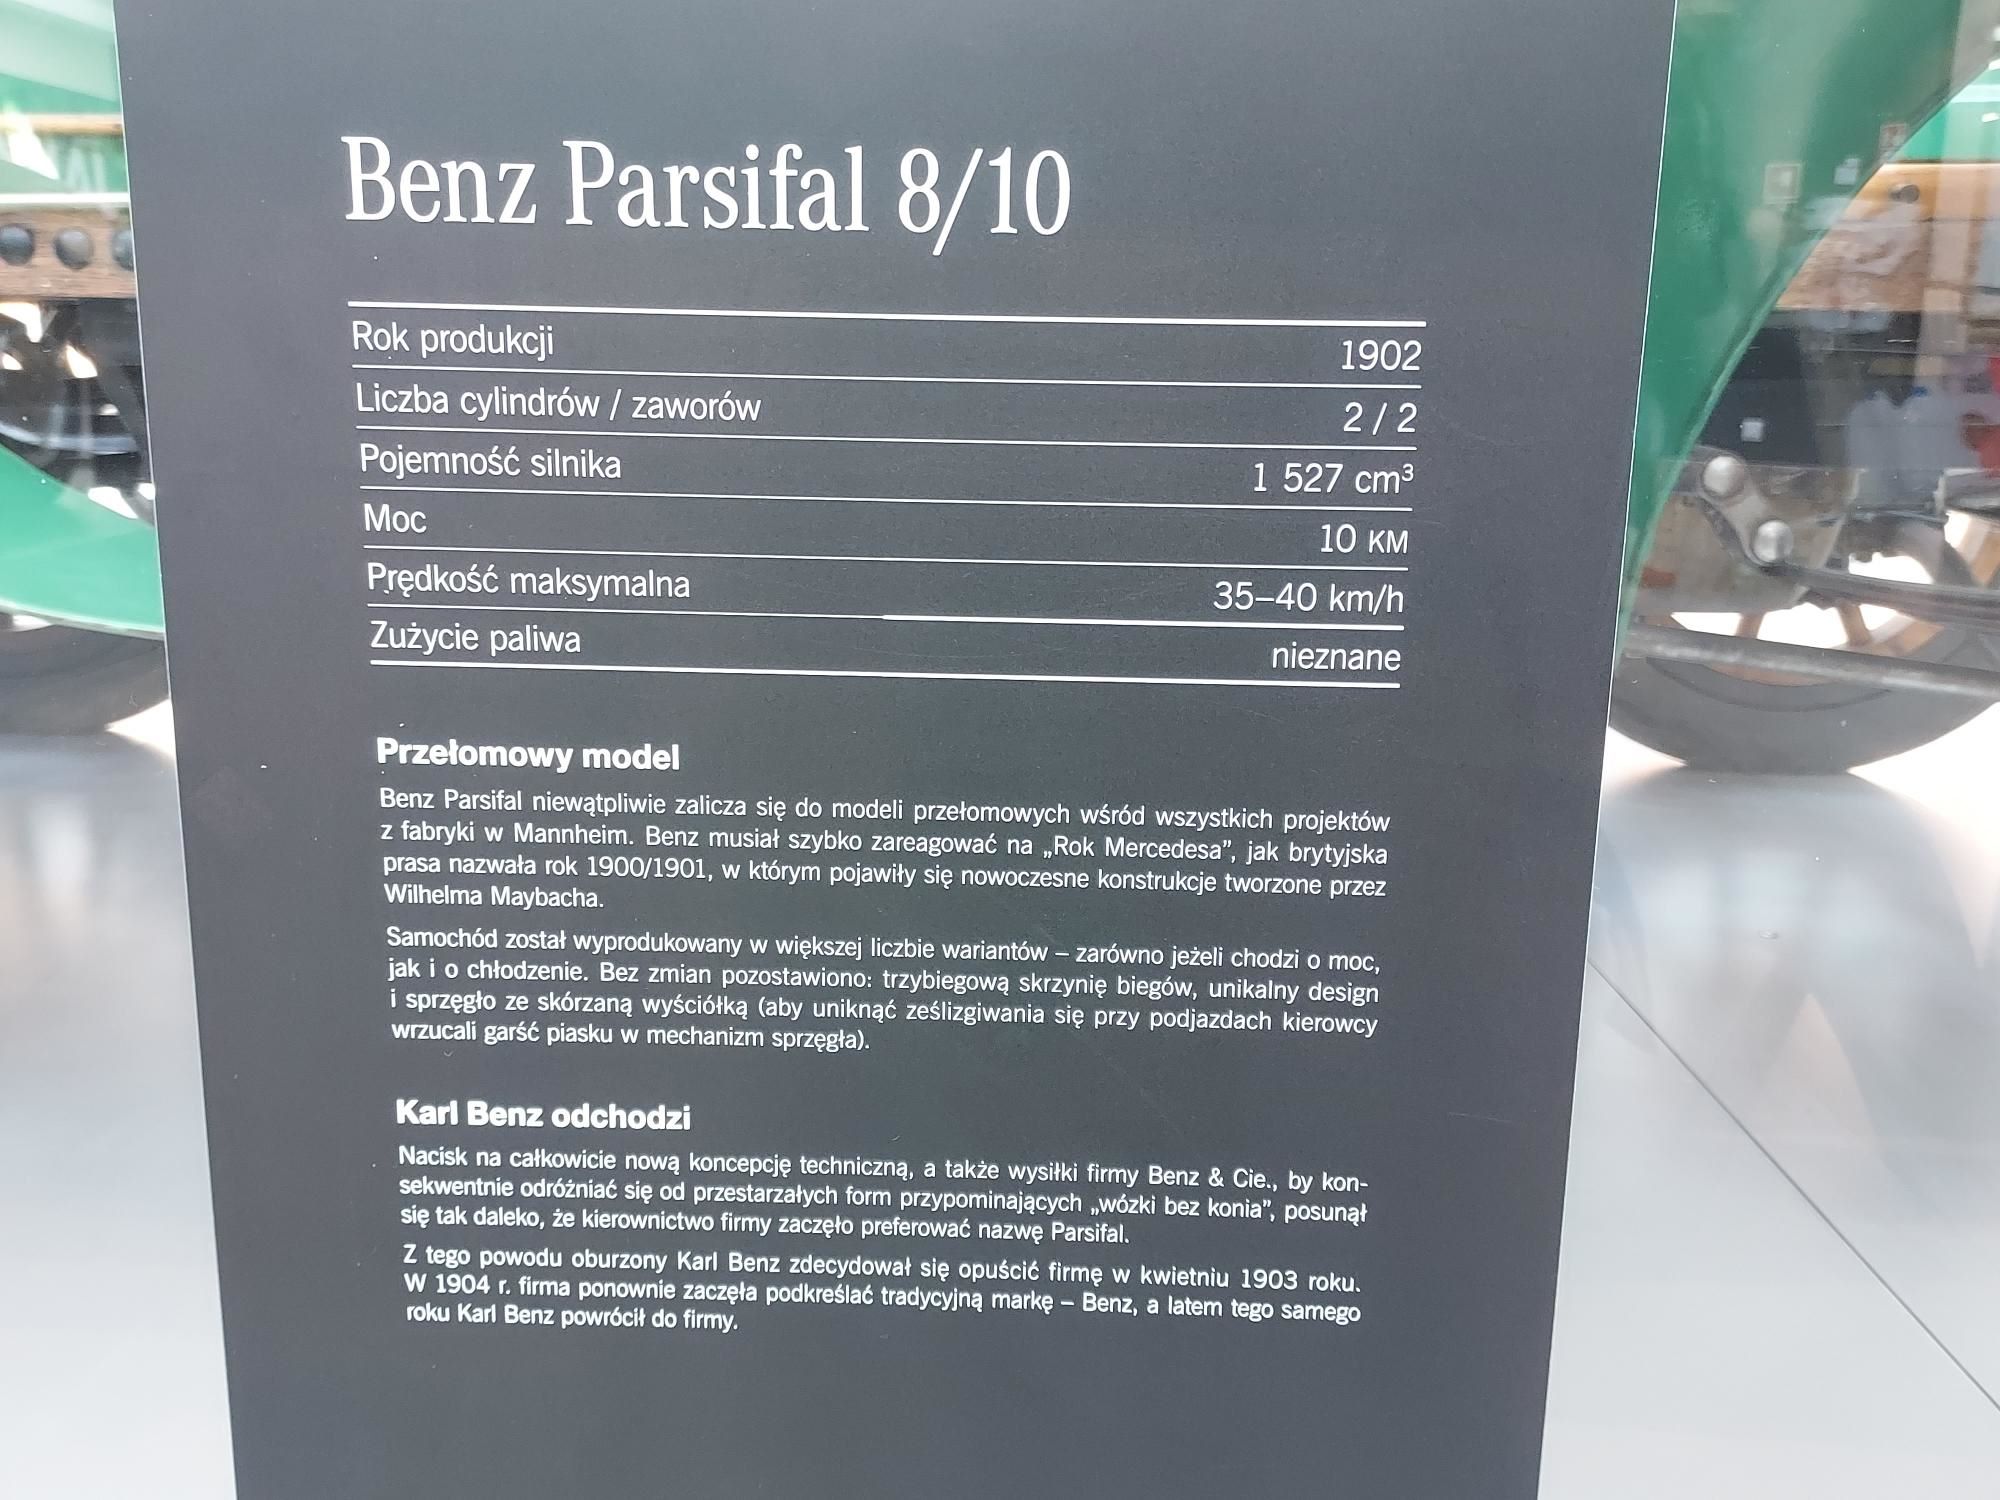 Benz Parsifal 8/10
Rok produkcji 1902
Liczba cylindrów / zaworów 2 / 2
Pojemność silnika 1 527 cm³
Moc 10 KM
Prędkość maksymalna 35–40 km/h
Zużycie paliwa nieznane
Przełomowy model
Benz Parsifal niewątpliwie zalicza się do modeli przełomowych wśród wszystkich projektów
z fabryki w Mannheim. Benz musiał szybko zareagować na „Rok Mercedesa”, jak brytyjska
prasa nazwała rok 1900/1901, w którym pojawiły się nowoczesne konstrukcje tworzone przez
Wilhelma Maybacha.
Samochód został wyprodukowany w większej liczbie wariantów – zarówno jeżeli chodzi o moc,
jak i o chłodzenie. Bez zmian pozostawiono: trzybiegową skrzynię biegów, unikalny design
i sprzęgło ze skórzaną wyściółką (aby uniknąć ześlizgiwania się przy podjazdach kierowcy
wrzucali garść piasku w mechanizm sprzęgła).
Karl Benz odchodzi
Nacisk na całkowicie nową koncepcję techniczną, a także wysiłki firmy Benz & Cie., by kon-
sekwentnie odróżniać się od przestarzałych form przypominających „wózki bez konia”, posunął
się tak daleko, że kierownictwo firmy zaczęło preferować nazwę Parsifal.
Z tego powodu oburzony Karl Benz zdecydował się opuścić firmę w kwietniu 1903 roku.
W 1904 r. firma ponownie zaczęła podkreślać tradycyjną markę – Benz, a latem tego samego
roku Karl Benz powrócił do firmy.